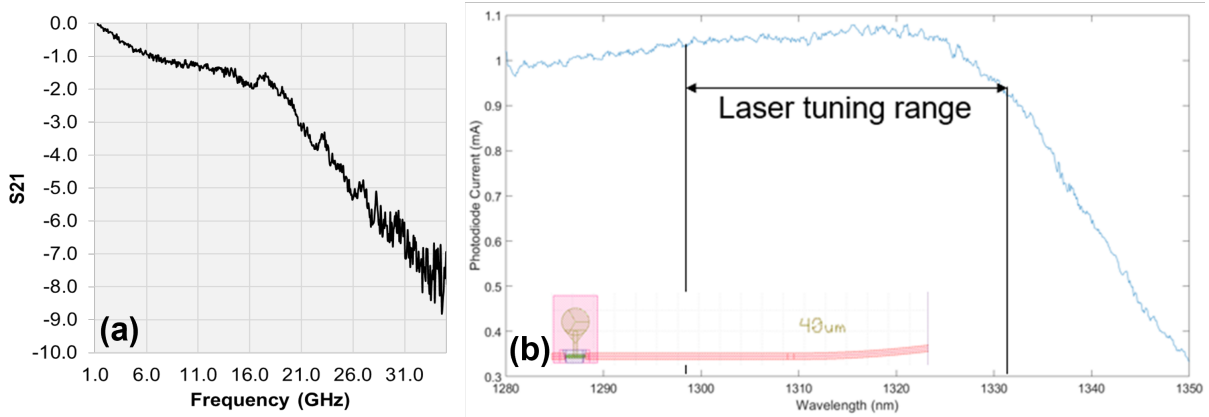 0.0
-1.0
-2.0
-3.0
-4.0
-5.0
-6.0
-7.0
-8.0
-9.0
-10.0
S21
1.0 6.0 11.0 16.0 21.0 26.0 31.0
Frequency (GHz)
(a)
1.1
1
0.9
0.8
0.7
0.6
0.5
0.4
0.3
Photodiode Current (mA)
Laser tuning range
40um
(b)
1280 1290 1300 1310 1320 1330 1340 1350
Wavelength (nm)